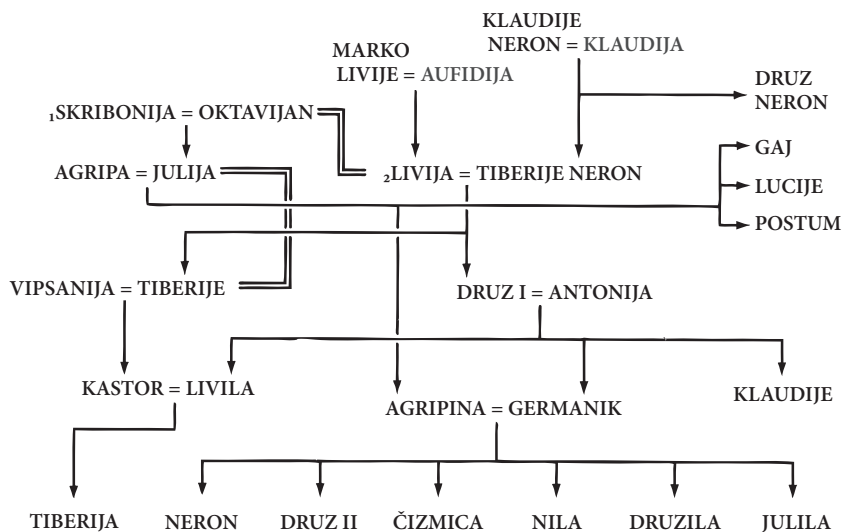 KLAUDIJE
NERON = KLAUDIJA
MARKO
LIVIJE = AUFIDIJA
DRUZ
NERON
1SKRIBONIJA = OKTAVIJAN
GAJ
AGRIPA = JULIJA
2LIVIJA = TIBERIJE NERON
LUCIJE
POSTUM
VIPSANIJA = TIBERIJE
DRUZ I = ANTONIJA
KASTOR = LIVILA
KLAUDIJE
AGRIPINA = GERMANIK
TIBERIJA
NERON
DRUZ II
ČIZMICA
NILA
DRUZILA
JULILA